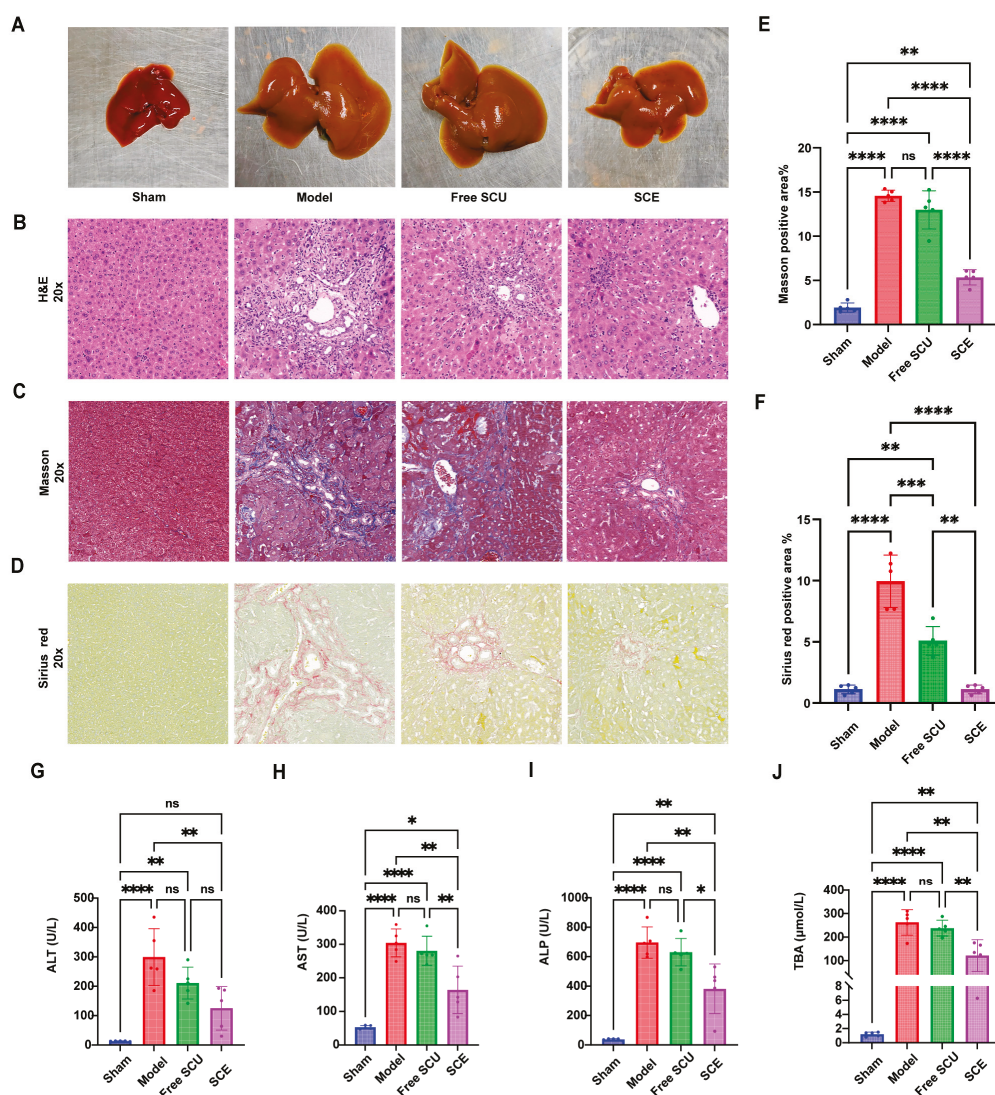 A
Sham
Model
Free SCU
SCE
B
H&E
20x
C
Masson
20x
D
Sirius red
20x
E
**
****
****
**** ns ****
Masson positive area%
20
15
10
5
0
Sham
Model
Free SCU
SCE
F
****
**
***
**** **
Sirius red positive area %
15
10
5
0
Sham
Model
Free SCU
SCE
G
ns
**
**
**** ns ns
ALT (U/L)
500
400
300
200
100
0
Sham
Model
Free SCU
SCE
H
*
**
****
**** ns **
AST (U/L)
400
300
200
100
0
Sham
Model
Free SCU
SCE
I
**
**
****
**** ns *
ALP (U/L)
1000
800
600
400
200
0
Sham
Model
Free SCU
SCE
J
**
**
****
**** ns **
TBA (μmol/L)
400
300
200
100
8
6
4
2
0
Sham
Model
Free SCU
SCE